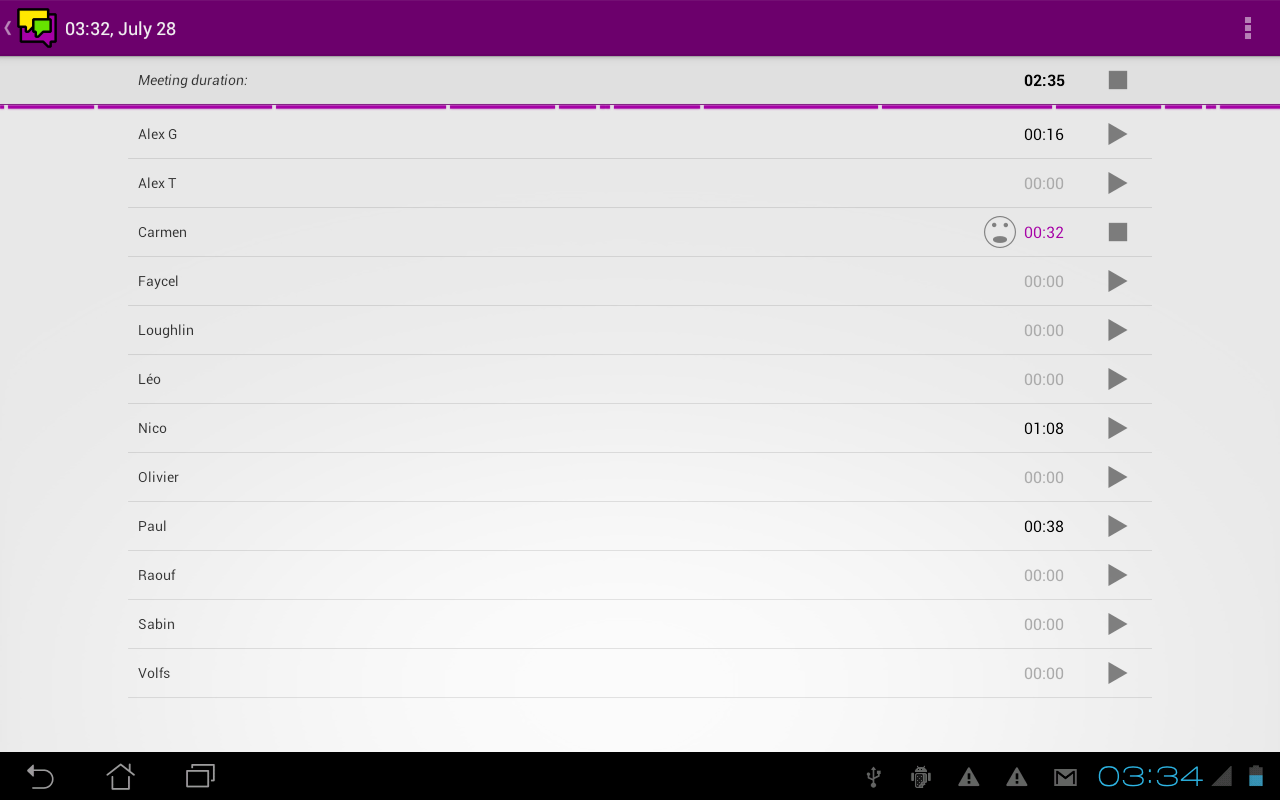 03:32, July 28
Meeting duration: 02:35
Alex G 00:16
Alex T 00:00
Carmen 00:32
Faycel 00:00
Loughlin 00:00
Léo 00:00
Nico 01:08
Olivier 00:00
Paul 00:38
Raouf 00:00
Sabin 00:00
Volfs 00:00
03:34